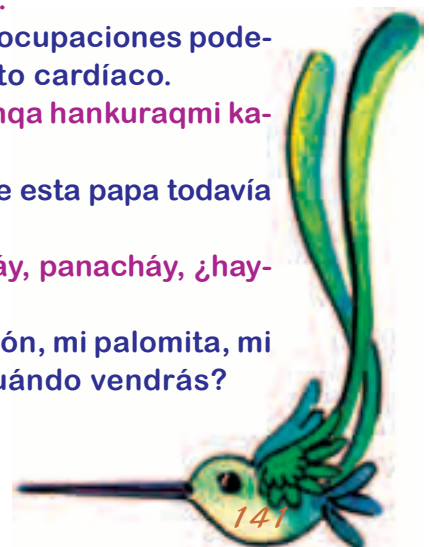 .
ocupaciones pode-
to cardíaco.
nqa hankuraqmi ka-
e esta papa todavía
áy, panacháy, ¿hay-
ón, mi palomita, mi
uándo vendrás?
141